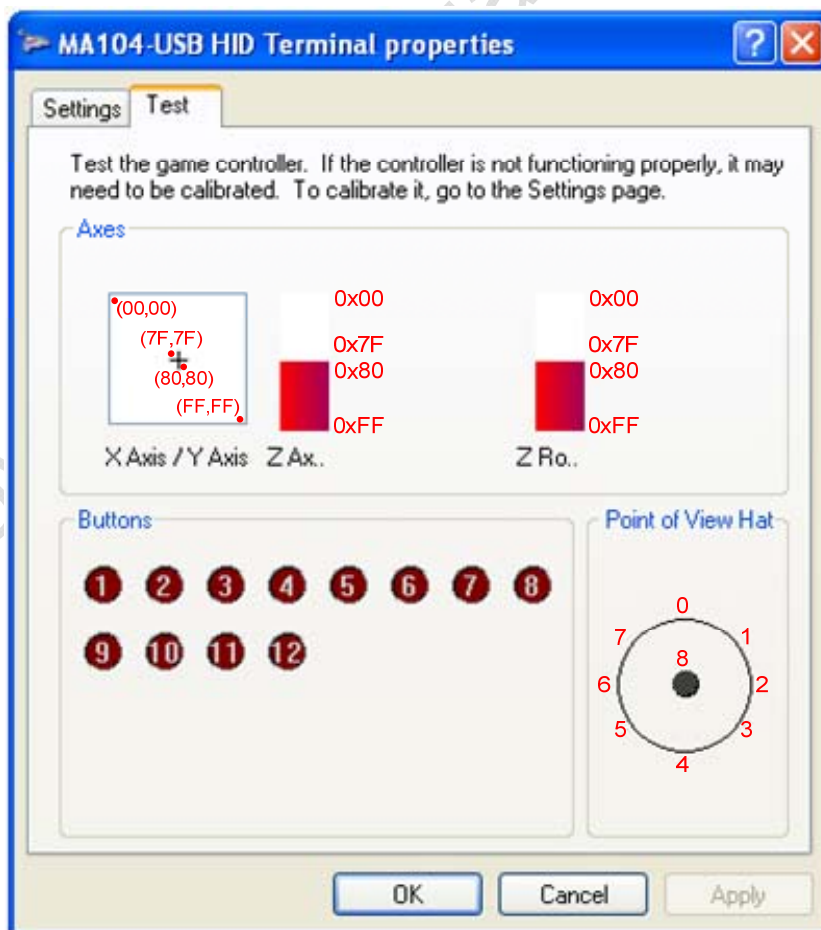 MA104-USB HID Terminal properties
Settings Test
Test the game controller. If the controller is not functioning properly, it may
need to be calibrated. To calibrate it, go to the Settings page.
Axes
(00,00)
(7F,7F)
(80,80)
(FF,FF)
X Axis / Y Axis
0x00
0x7F
0x80
0xFF
Z Ax..
0x00
0x7F
0x80
0xFF
Z Ro..
Buttons
1 2 3 4 5 6 7 8
9 10 11 12
Point of View Hat
0
7 1
8
6 2
5 3
4
OK Cancel Apply